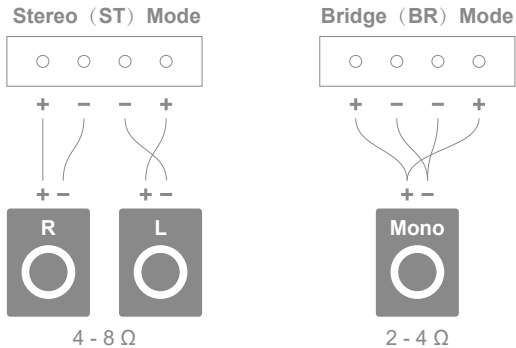 Stereo（ST）Mode
Bridge（BR）Mode
+ − − +
+ − − +
+ −
+ −
+ −
R
L
Mono
4 - 8 Ω
2 - 4 Ω